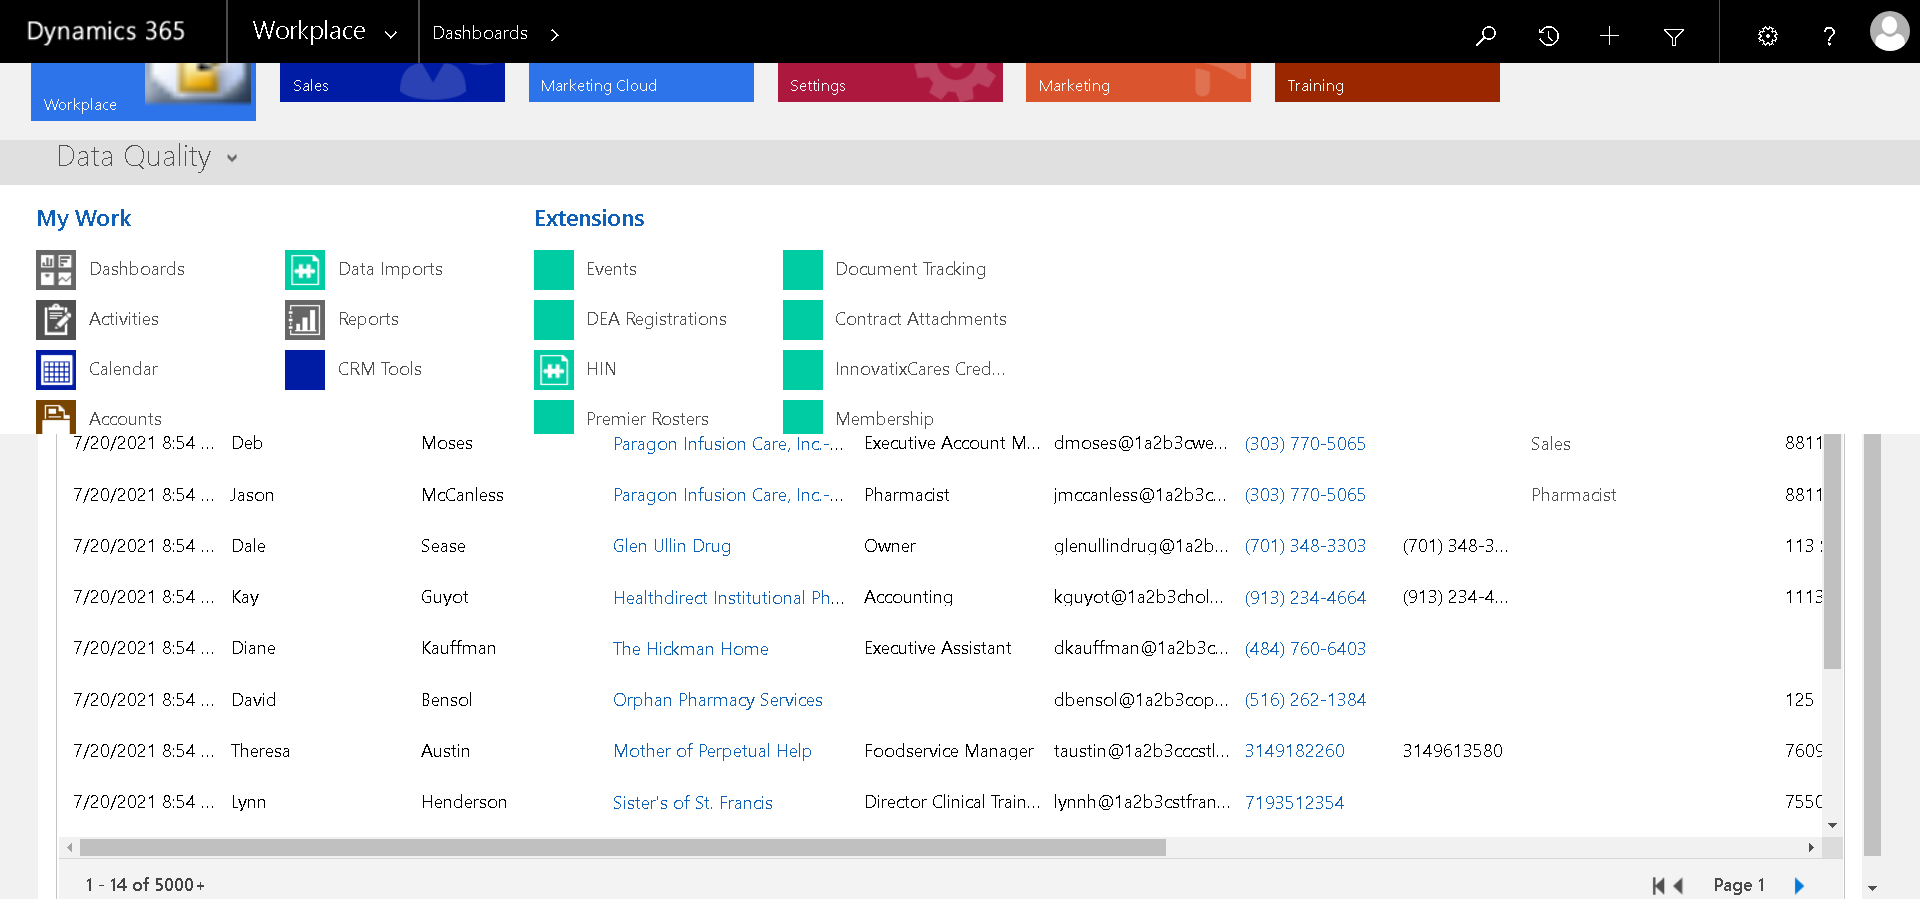 Dynamics 365 Workplace Dashboards ?
Workplace Sales Marketing Cloud Settings Marketing Training
Data Quality
My Work Extensions
Dashboards Data Imports Events Document Tracking
Activities Reports DEA Registrations Contract Attachments
Calendar CRM Tools HIN InnovatixCares Cred...
Accounts Premier Rosters Membership
7/20/2021 8:54 ... Deb Moses Paragon Infusion Care, Inc.-... Executive Account M... dmoses@1a2b3cwe... (303) 770-5065 Sales 8811
7/20/2021 8:54 ... Jason McCanless Paragon Infusion Care, Inc.-... Pharmacist jmccanless@1a2b3c... (303) 770-5065 Pharmacist 8811
7/20/2021 8:54 ... Dale Sease Glen Ullin Drug Owner glenullindrug@1a2b... (701) 348-3303 (701) 348-3... 113
7/20/2021 8:54 ... Kay Guyot Healthdirect Institutional Ph... Accounting kguyot@1a2b3chol... (913) 234-4664 (913) 234-4... 1113
7/20/2021 8:54 ... Diane Kauffman The Hickman Home Executive Assistant dkauffman@1a2b3c... (484) 760-6403
7/20/2021 8:54 ... David Bensol Orphan Pharmacy Services dbensol@1a2b3cop... (516) 262-1384 125
7/20/2021 8:54 ... Theresa Austin Mother of Perpetual Help Foodservice Manager taustin@1a2b3cccstl... 3149182260 3149613580 7609
7/20/2021 8:54 ... Lynn Henderson Sister's of St. Francis Director Clinical Train... lynnh@1a2b3cstfran... 7193512354 7550
1 - 14 of 5000+ Page 1